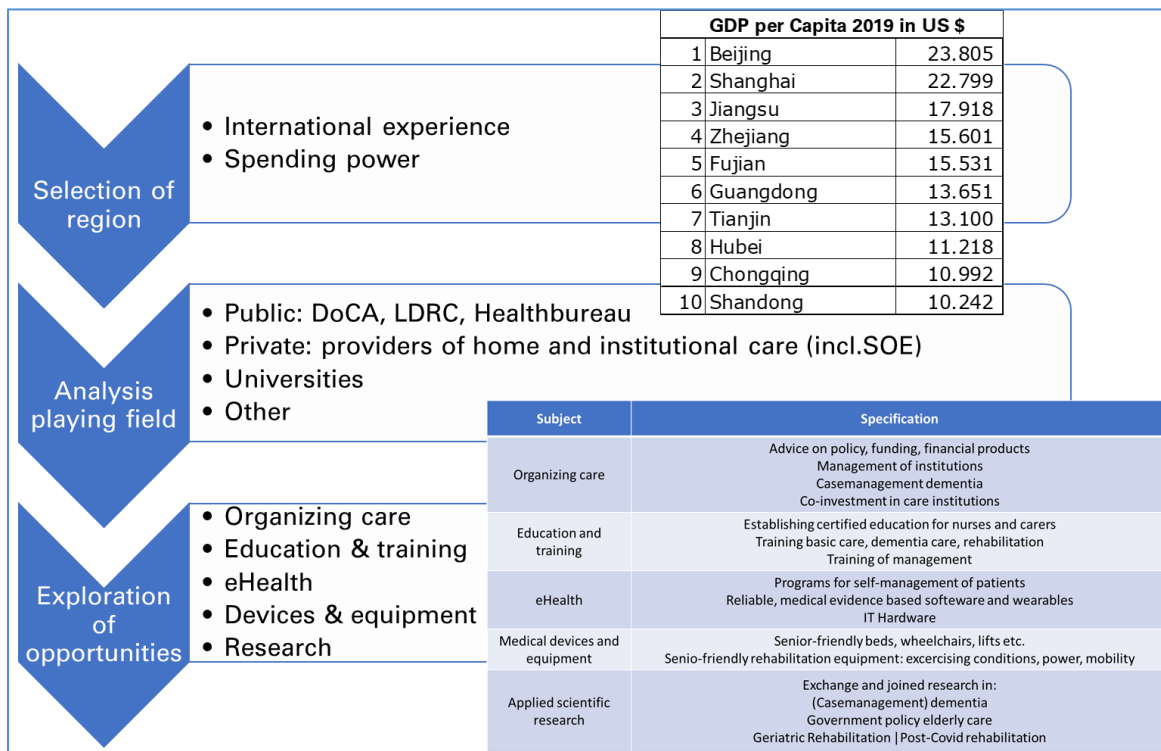 GDP per Capita 2019 in US $
1 Beijing 23.805
2 Shanghai 22.799
3 Jiangsu 17.918
4 Zhejiang 15.601
5 Fujian 15.531
6 Guangdong 13.651
7 Tianjin 13.100
8 Hubei 11.218
9 Chongqing 10.992
10 Shandong 10.242
Selection of
region
• International experience
• Spending power
Analysis
playing field
• Public: DoCA, LDRC, Healthbureau
• Private: providers of home and institutional care (incl.SOE)
• Universities
• Other
Exploration
of
opportunities
• Organizing care
• Education & training
• eHealth
• Devices & equipment
• Research
Subject Specification
Organizing care
Advice on policy, funding, financial products
Management of institutions
Casemanagement dementia
Co-investment in care institutions
Education and
training
Establishing certified education for nurses and carers
Training basic care, dementia care, rehabilitation
Training of management
eHealth
Programs for self-management of patients
Reliable, medical evidence based softeware and wearables
IT Hardware
Medical devices and
equipment
Senior-friendly beds, wheelchairs, lifts etc.
Senio-friendly rehabilitation equipment: excercising conditions, power, mobility
Applied scientific
research
Exchange and joined research in:
(Casemanagement) dementia
Government policy elderly care
Geriatric Rehabilitation | Post-Covid rehabilitation